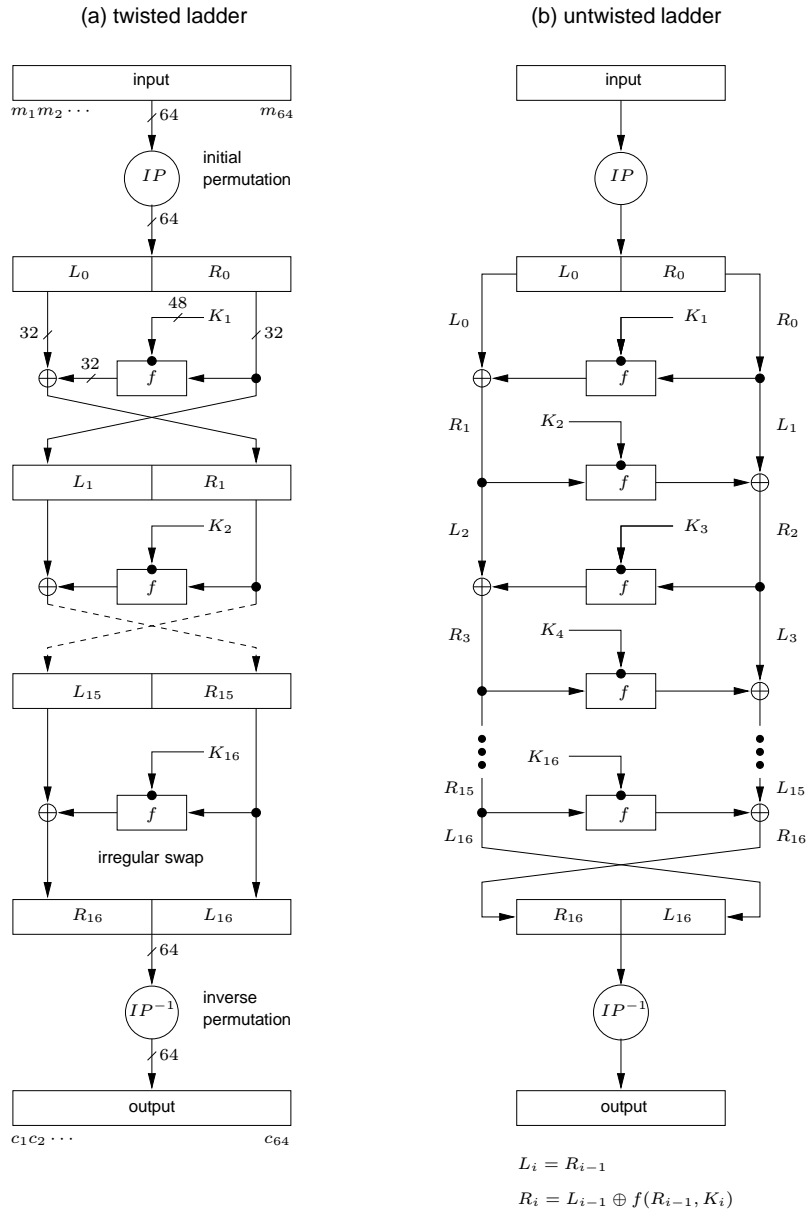 (a) twisted ladder
input
m₁m₂ ⋯ m₆₄
64
IP
initial
permutation
64
L₀ R₀
48
K₁
32 32
32
f
L₁ R₁
K₂
f
L₁₅ R₁₅
K₁₆
f
irregular swap
R₁₆ L₁₆
64
IP⁻¹
inverse
permutation
64
output
c₁c₂ ⋯ c₆₄
(b) untwisted ladder
input
IP
L₀ R₀
L₀ K₁ R₀
f
R₁ K₂ L₁
f
L₂ K₃ R₂
f
R₃ K₄ L₃
f
K₁₆
R₁₅ L₁₅
f
L₁₆ R₁₆
R₁₆ L₁₆
IP⁻¹
output
Lᵢ = Rᵢ₋₁
Rᵢ = Lᵢ₋₁ ⊕ f(Rᵢ₋₁, Kᵢ)